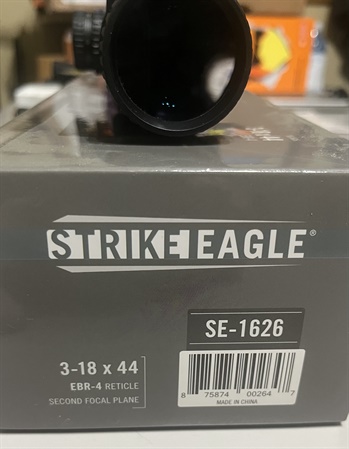 STRIKE EAGLE®
SE-1626
3-18 x 44
EBR-4 RETICLE
SECOND FOCAL PLANE
8 75874 00264 7
MADE IN CHINA